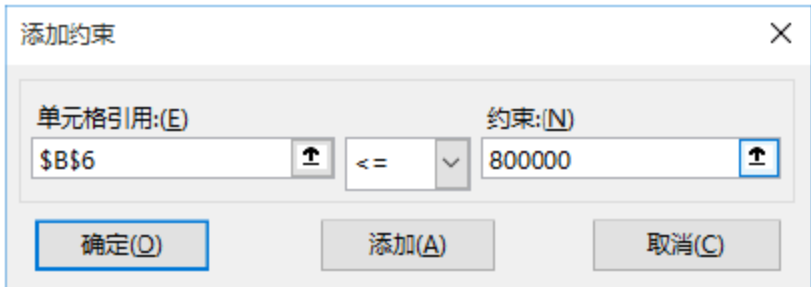 添加约束
单元格引用:(E) 约束:(N)
$B$6 <= 800000
确定(O) 添加(A) 取消(C)